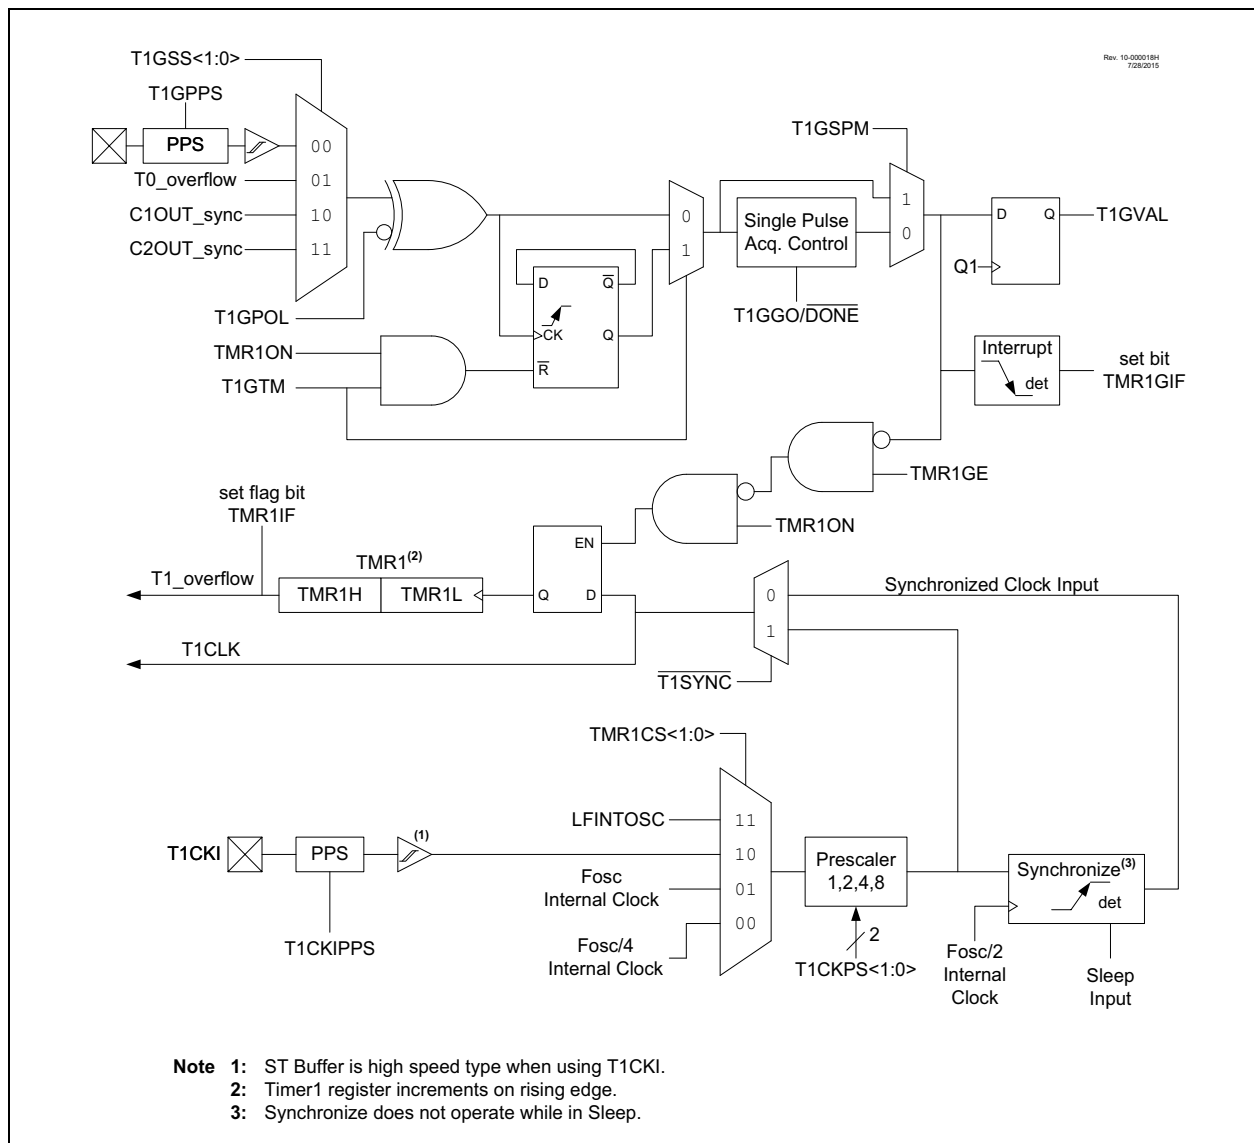 Rev. 10-000018H
7/28/2015
T1GSS<1:0>
T1GPPS
PPS
00
T0_overflow
01
C1OUT_sync
10
C2OUT_sync
11
T1GPOL
TMR1ON
T1GTM
D
Q
CK
Q
R
0
1
Single Pulse
Acq. Control
T1GGO/DONE
T1GSPM
1
0
D
Q
T1GVAL
Q1
Interrupt
det
set bit
TMR1GIF
TMR1GE
TMR1ON
set flag bit
TMR1IF
T1_overflow
TMR1(2)
TMR1H
TMR1L
EN
Q
D
T1CLK
0
1
Synchronized Clock Input
T1SYNC
TMR1CS<1:0>
LFINTOSC
11
T1CKI
PPS
(1)
10
Fosc
Internal Clock
01
00
Fosc/4
Internal Clock
T1CKIPPS
Prescaler
1,2,4,8
2
T1CKPS<1:0>
Synchronize(3)
det
Fosc/2
Internal
Clock
Sleep
Input
Note 1: ST Buffer is high speed type when using T1CKI.
2: Timer1 register increments on rising edge.
3: Synchronize does not operate while in Sleep.